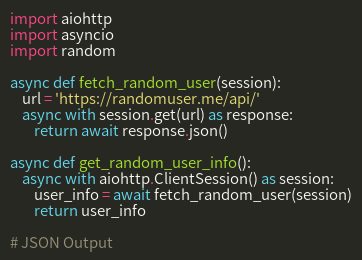 import aiohttp
import asyncio
import random

async def fetch_random_user(session):
    url = 'https://randomuser.me/api/'
    async with session.get(url) as response:
        return await response.json()

async def get_random_user_info():
    async with aiohttp.ClientSession() as session:
        user_info = await fetch_random_user(session)
        return user_info

# JSON Output